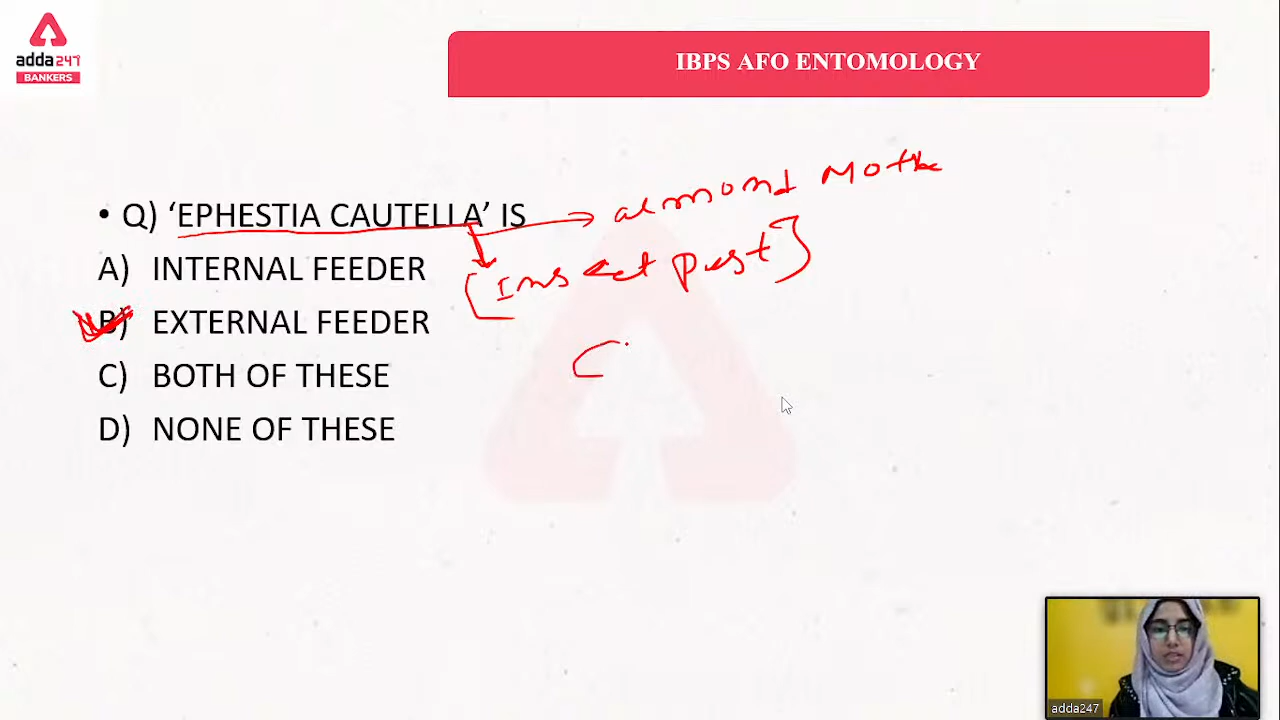 adda247
BANKERS
IBPS AFO ENTOMOLOGY
almond Moth
• Q) ‘EPHESTIA CAUTELLA’ IS
[Insect pest]
A) INTERNAL FEEDER
B) EXTERNAL FEEDER
C) BOTH OF THESE
D) NONE OF THESE
adda247